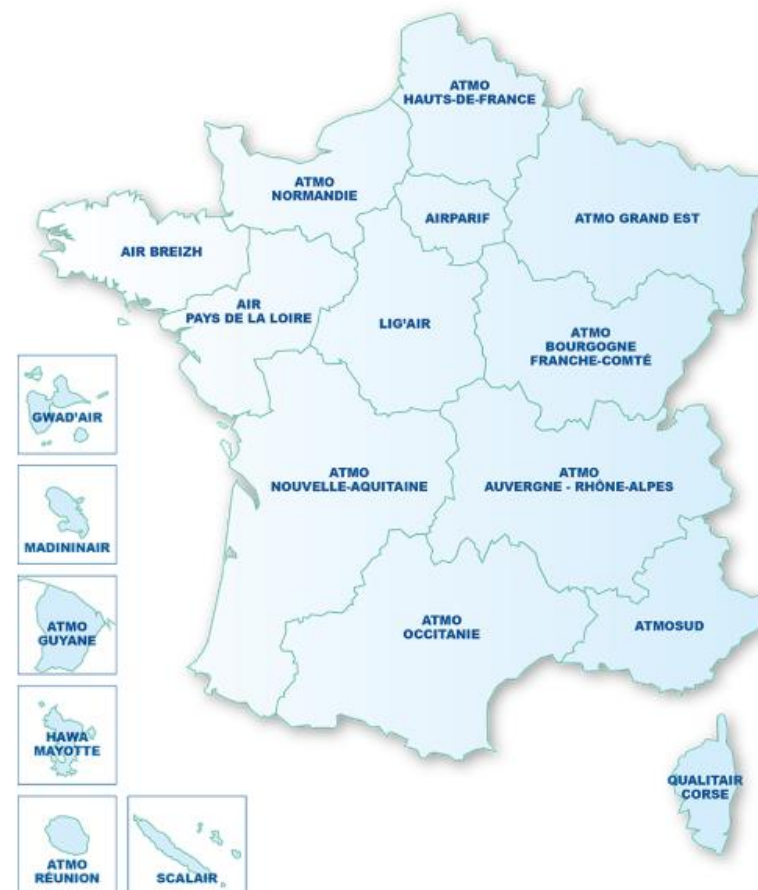 ATMO
HAUTS-DE-FRANCE
ATMO
NORMANDIE
AIRPARIF
ATMO GRAND EST
AIR BREIZH
AIR
PAYS DE LA LOIRE
LIG'AIR
ATMO
BOURGOGNE
FRANCHE-COMTÉ
GWAD'AIR
ATMO
NOUVELLE-AQUITAINE
ATMO
AUVERGNE - RHÔNE-ALPES
MADININAIR
ATMO
GUYANE
ATMO
OCCITANIE
ATMOSUD
HAWA
MAYOTTE
QUALITAIR
CORSE
ATMO
RÉUNION
SCALAIR